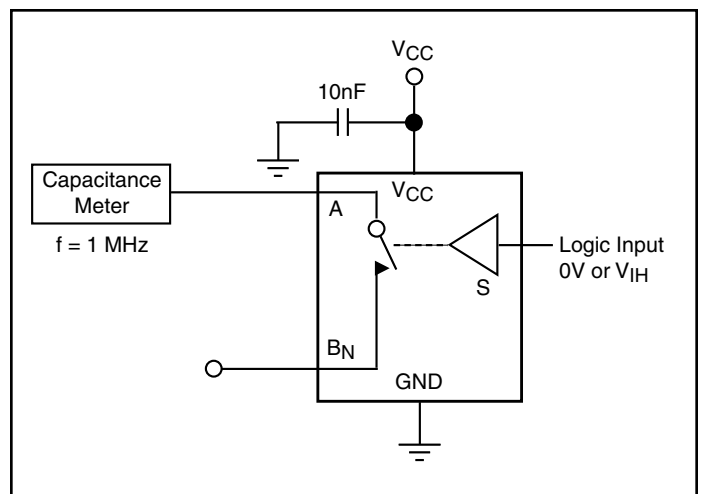 VCC
10nF
Capacitance
Meter
f = 1 MHz
VCC
A
S
Logic Input
0V or VIH
BN
GND